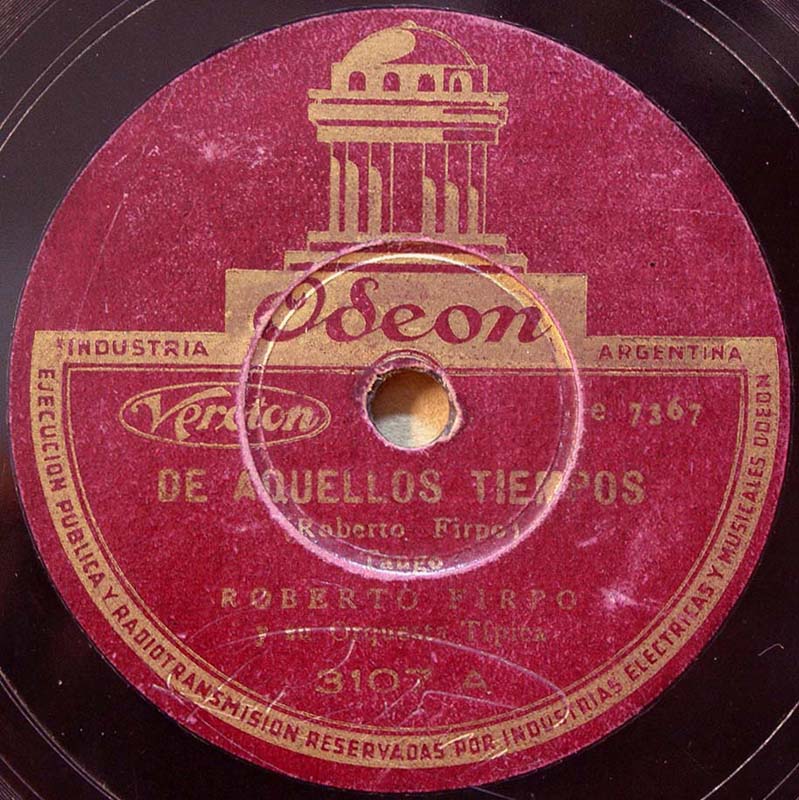 Odeon
INDUSTRIA ARGENTINA
Veroton
e 7367
DE AQUELLOS TIEMPOS
(Roberto Firpo)
Tango
ROBERTO FIRPO
y su Orquesta Típica
3107 A
EJECUCION PUBLICA Y RADIOTRANSMISION RESERVADAS POR INDUSTRIAS ELECTRICAS Y MUSICALES ODEON